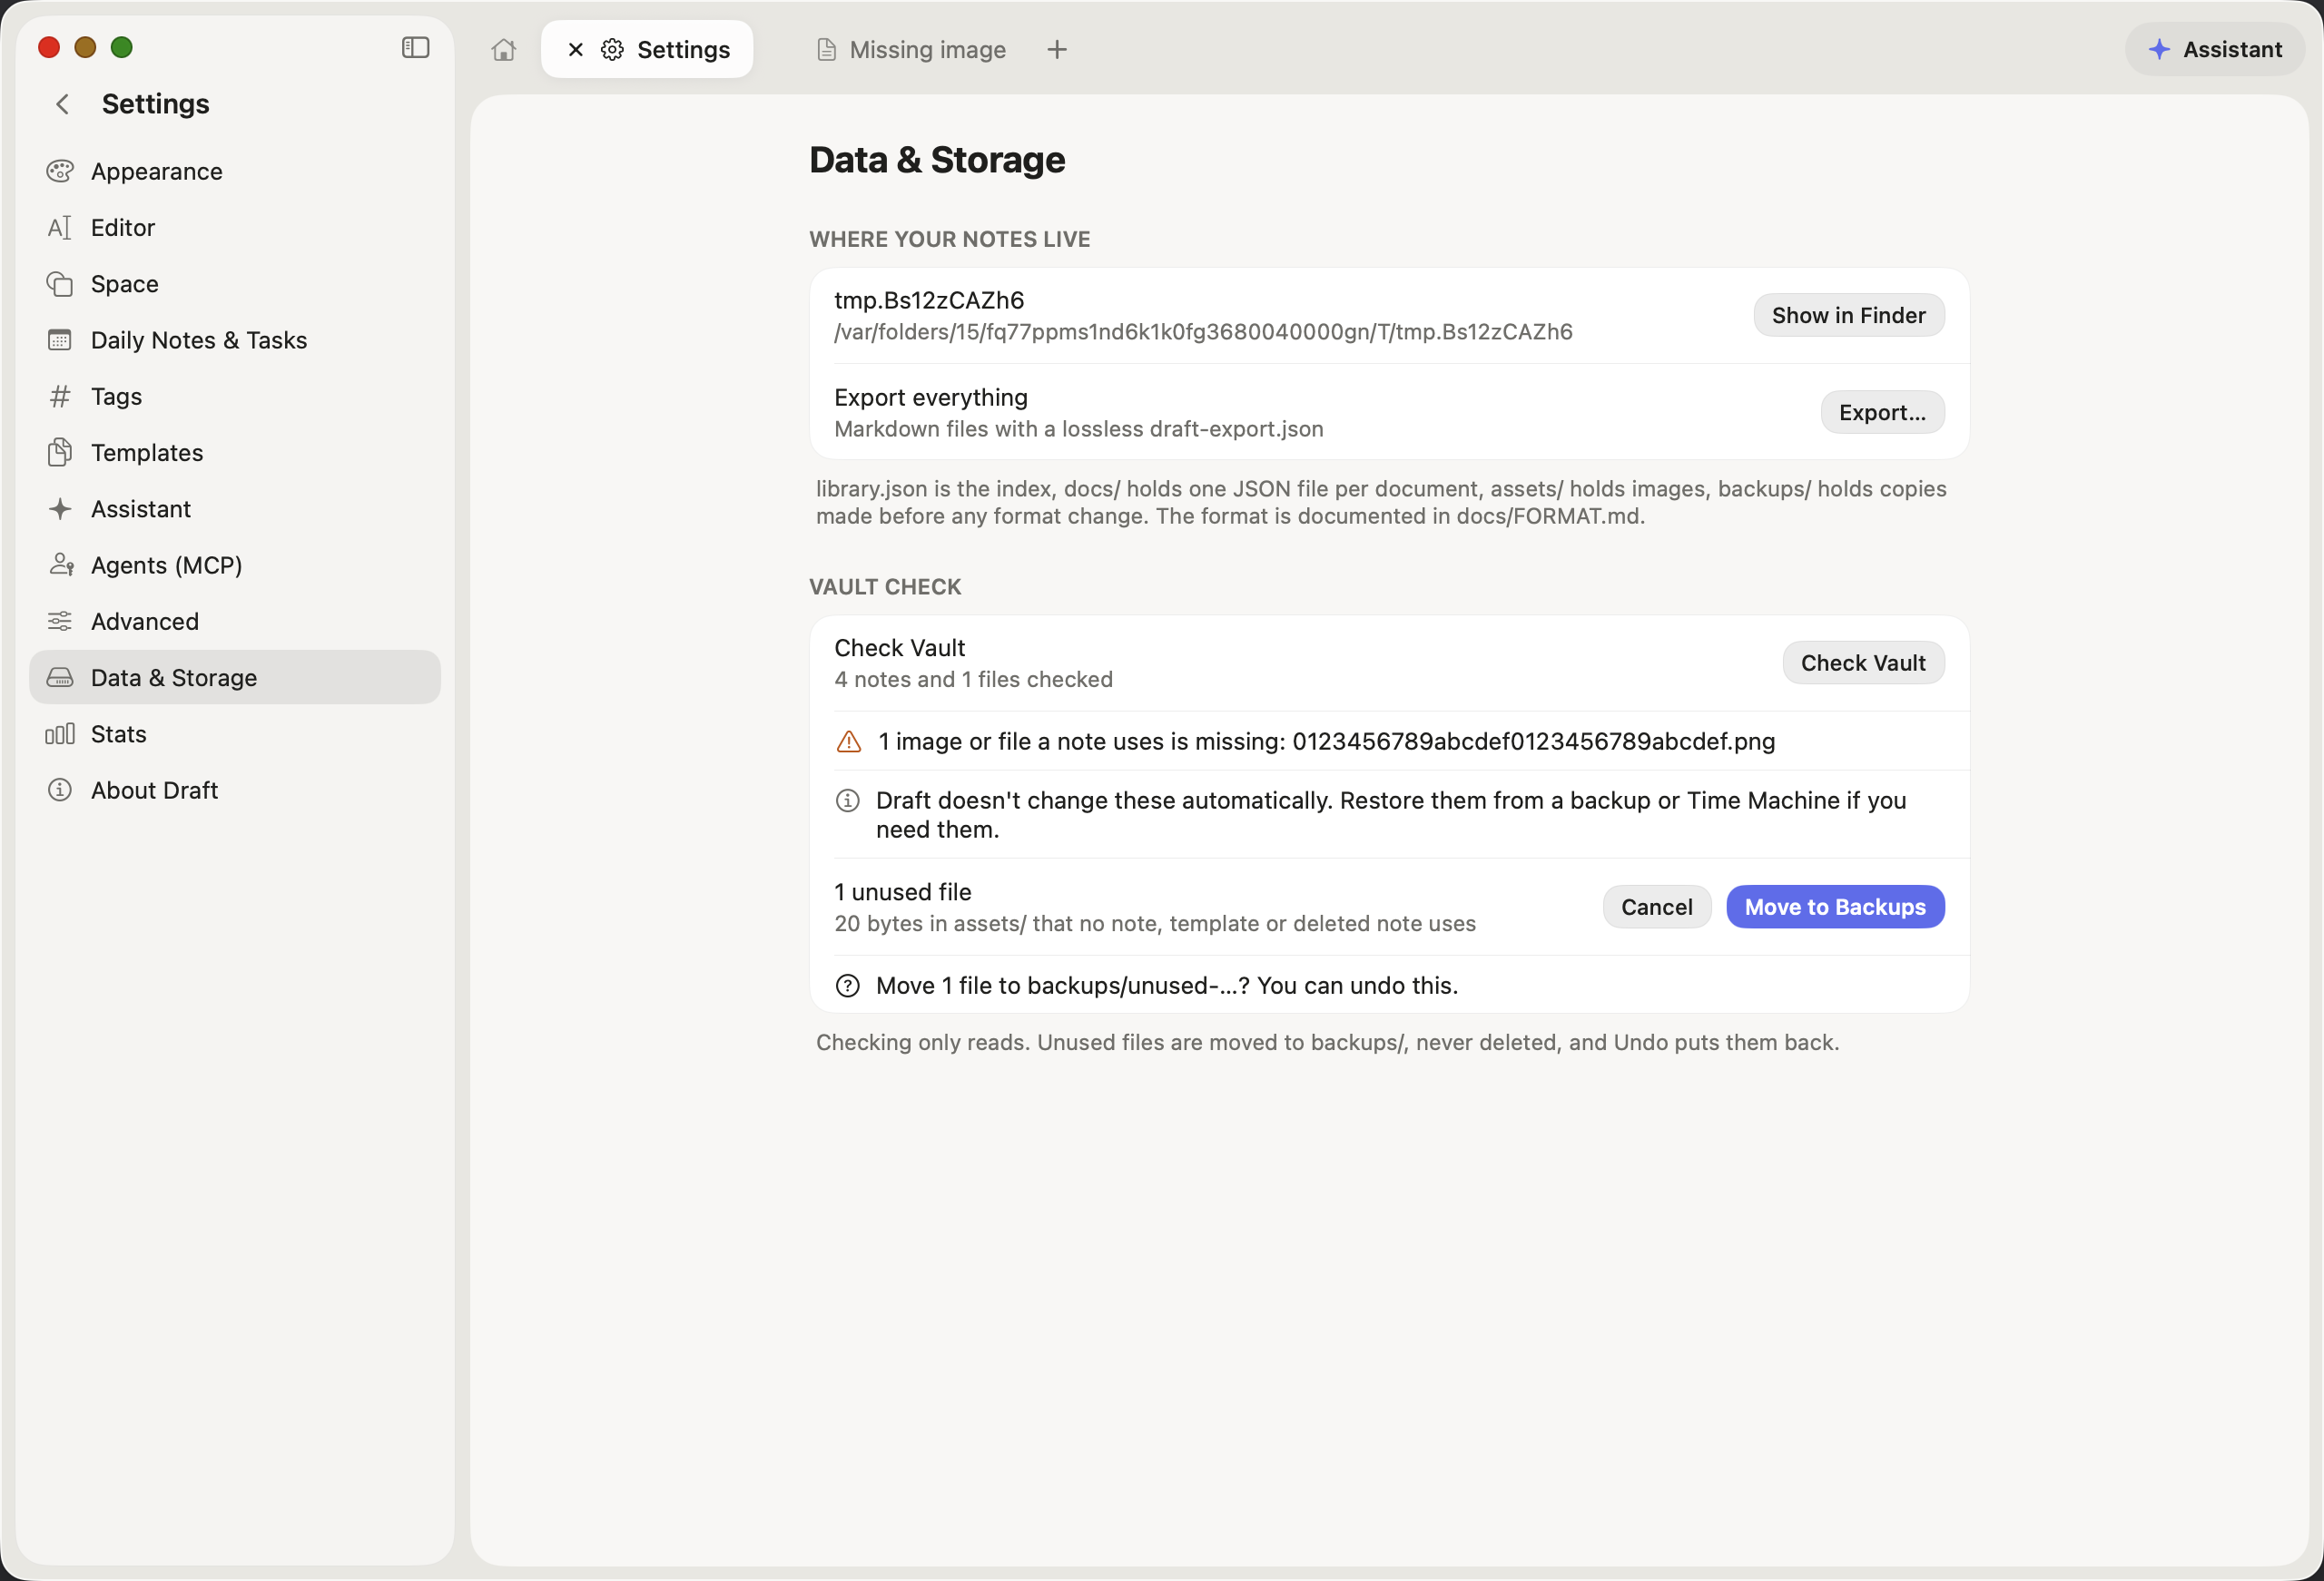 Settings
Missing image
Assistant
Settings
Appearance
Editor
Space
Daily Notes & Tasks
Tags
Templates
Assistant
Agents (MCP)
Advanced
Data & Storage
Stats
About Draft
Data & Storage
WHERE YOUR NOTES LIVE
tmp.Bs12zCAZh6
/var/folders/15/fq77ppms1nd6k1k0fg3680040000gn/T/tmp.Bs12zCAZh6
Show in Finder
Export everything
Markdown files with a lossless draft-export.json
Export...
library.json is the index, docs/ holds one JSON file per document, assets/ holds images, backups/ holds copies
made before any format change. The format is documented in docs/FORMAT.md.
VAULT CHECK
Check Vault
4 notes and 1 files checked
Check Vault
1 image or file a note uses is missing: 0123456789abcdef0123456789abcdef.png
Draft doesn't change these automatically. Restore them from a backup or Time Machine if you
need them.
1 unused file
20 bytes in assets/ that no note, template or deleted note uses
Cancel
Move to Backups
Move 1 file to backups/unused-...? You can undo this.
Checking only reads. Unused files are moved to backups/, never deleted, and Undo puts them back.